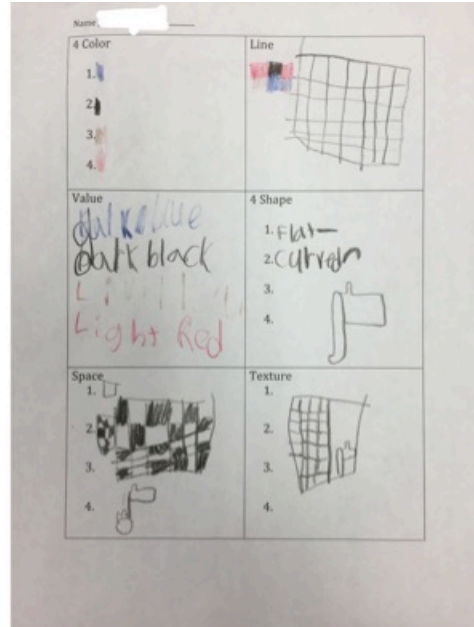 Name
4 Color
1.
2.
3.
4.
Line
Value
dark blue
dark black
Light Red
4 Shape
1. Flat
2. Curved
3.
4.
Space
1.
2.
3.
4.
Texture
1.
2.
3.
4.